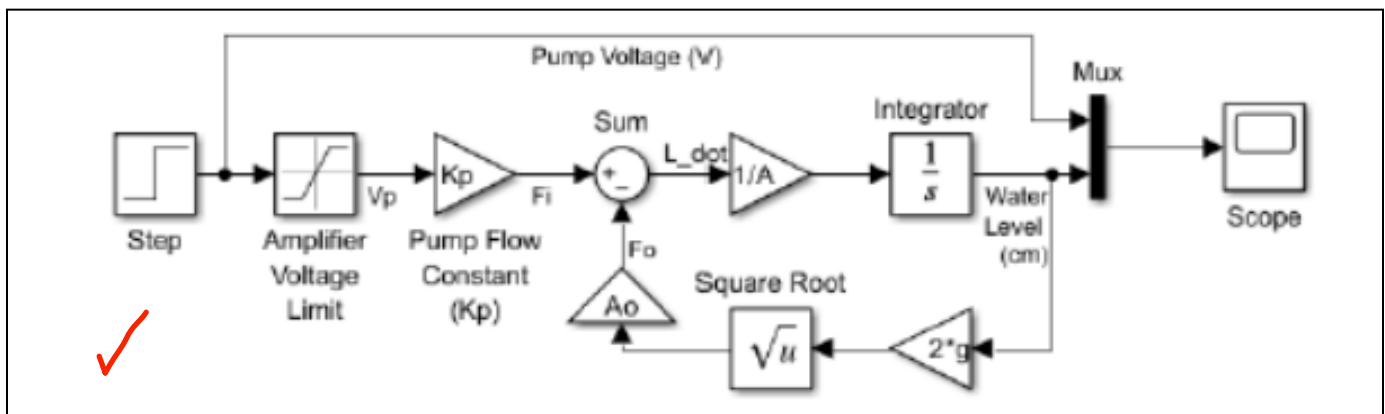 Pump Voltage (V)
Mux
Integrator
Sum
L_dot
1/A
1
s
+
-
Kp
Vp
Fi
Water
Level
(cm)
Step
Amplifier
Voltage
Limit
Pump Flow
Constant
(Kp)
Fo
Scope
Square Root
Ao
√u
2*g